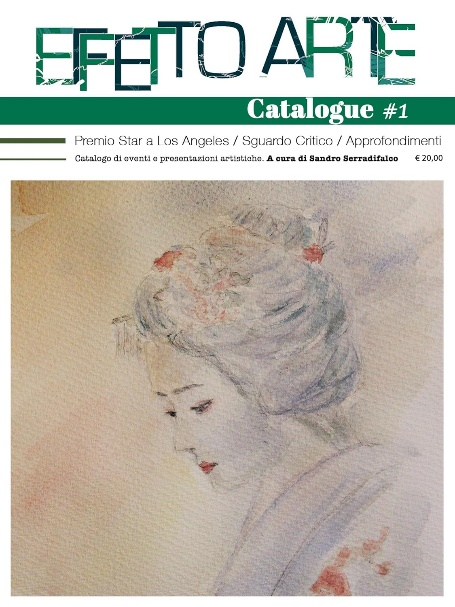 EFFETTO ARTE
Catalogue #1
Premio Star a Los Angeles / Sguardo Critico / Approfondimenti
Catalogo di eventi e presentazioni artistiche. A cura di Sandro Serradifalco € 20,00